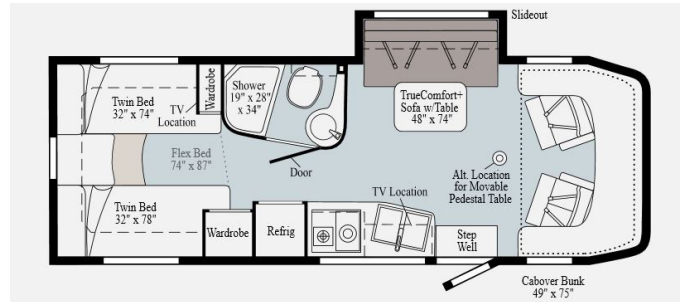 Slideout
Twin Bed
32" x 74"
TV
Location
Wardrobe
Shower
19" x 28"
x 34"
TrueComfort+
Sofa w/Table
48" x 74"
Flex Bed
74" x 87"
Door
Alt. Location
for Movable
Pedestal Table
TV Location
Twin Bed
32" x 78"
Wardrobe
Refrig
Step
Well
Cabover Bunk
49" x 75"